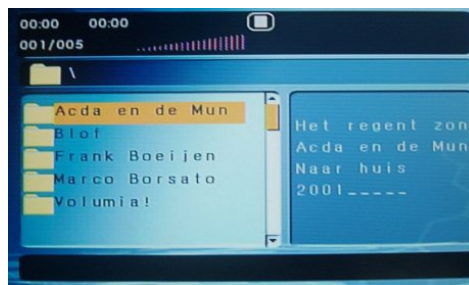 00:00 00:00
001/005
\
Acda en de Mun
Blof
Frank Boeijen
Marco Borsato
Volumia!
Het regent zon
Acda en de Mun
Naar huis
2001_____